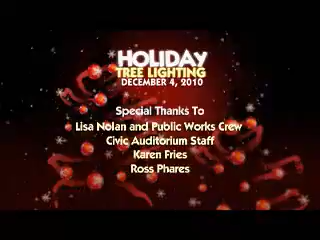 HOLIDAY
TREE LIGHTING
DECEMBER 4, 2010
Special Thanks To
Lisa Nolan and Public Works Crew
Civic Auditorium Staff
Karen Fries
Ross Phares